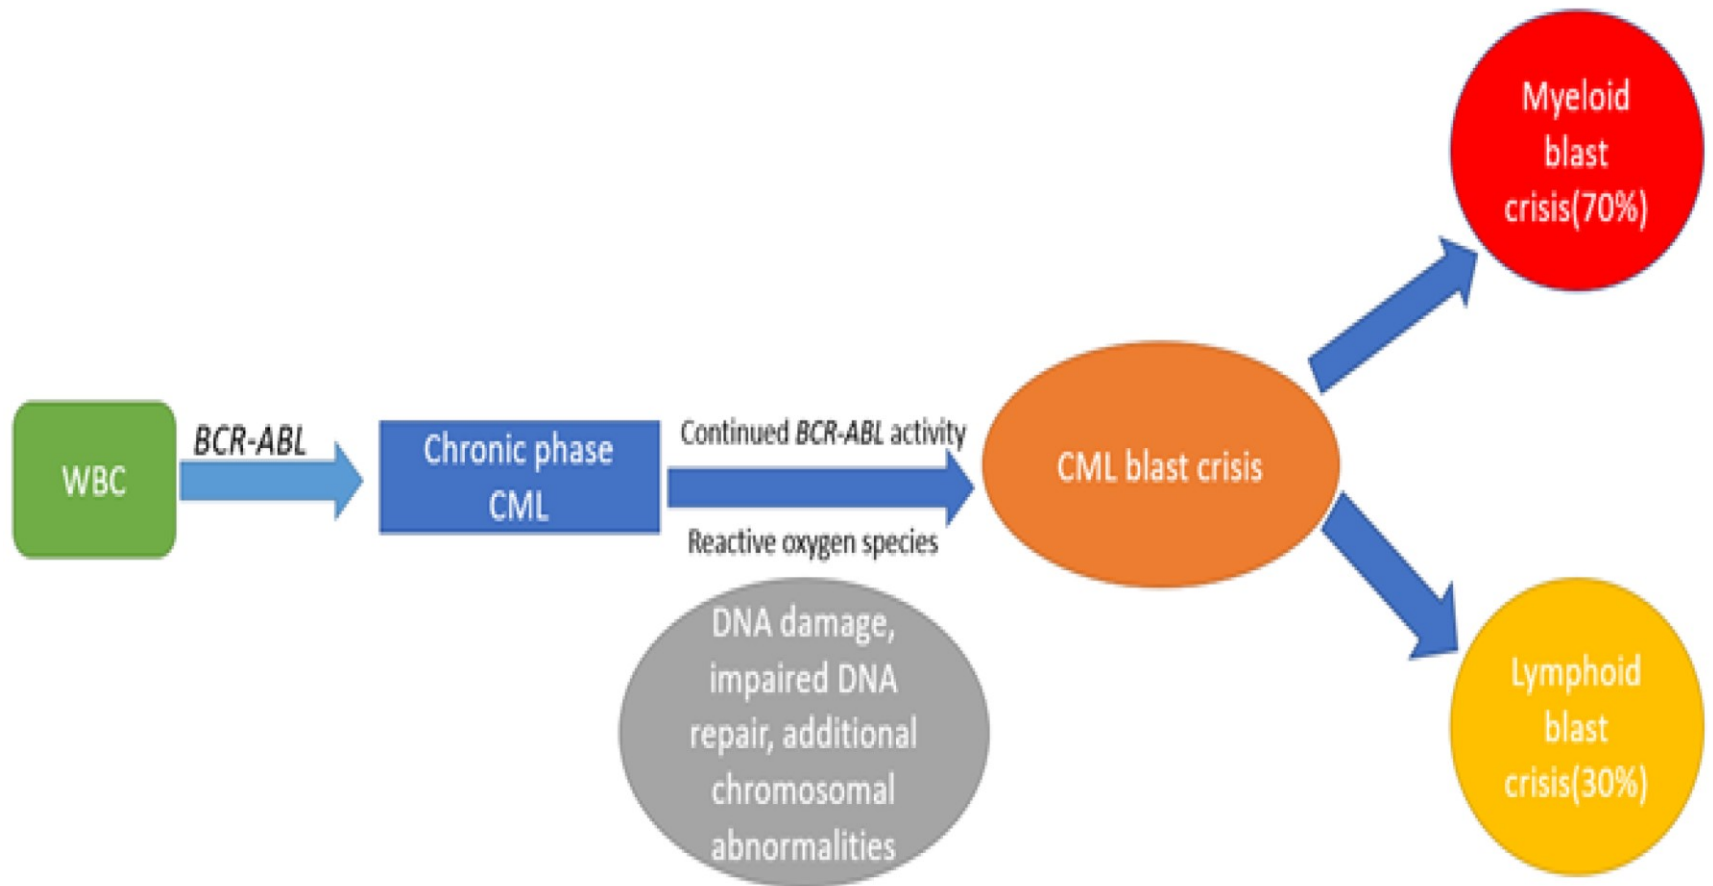 WBC
BCR-ABL
Chronic phase
CML
Continued BCR-ABL activity
Reactive oxygen species
DNA damage,
impaired DNA
repair, additional
chromosomal
abnormalities
CML blast crisis
Myeloid
blast
crisis(70%)
Lymphoid
blast
crisis(30%)